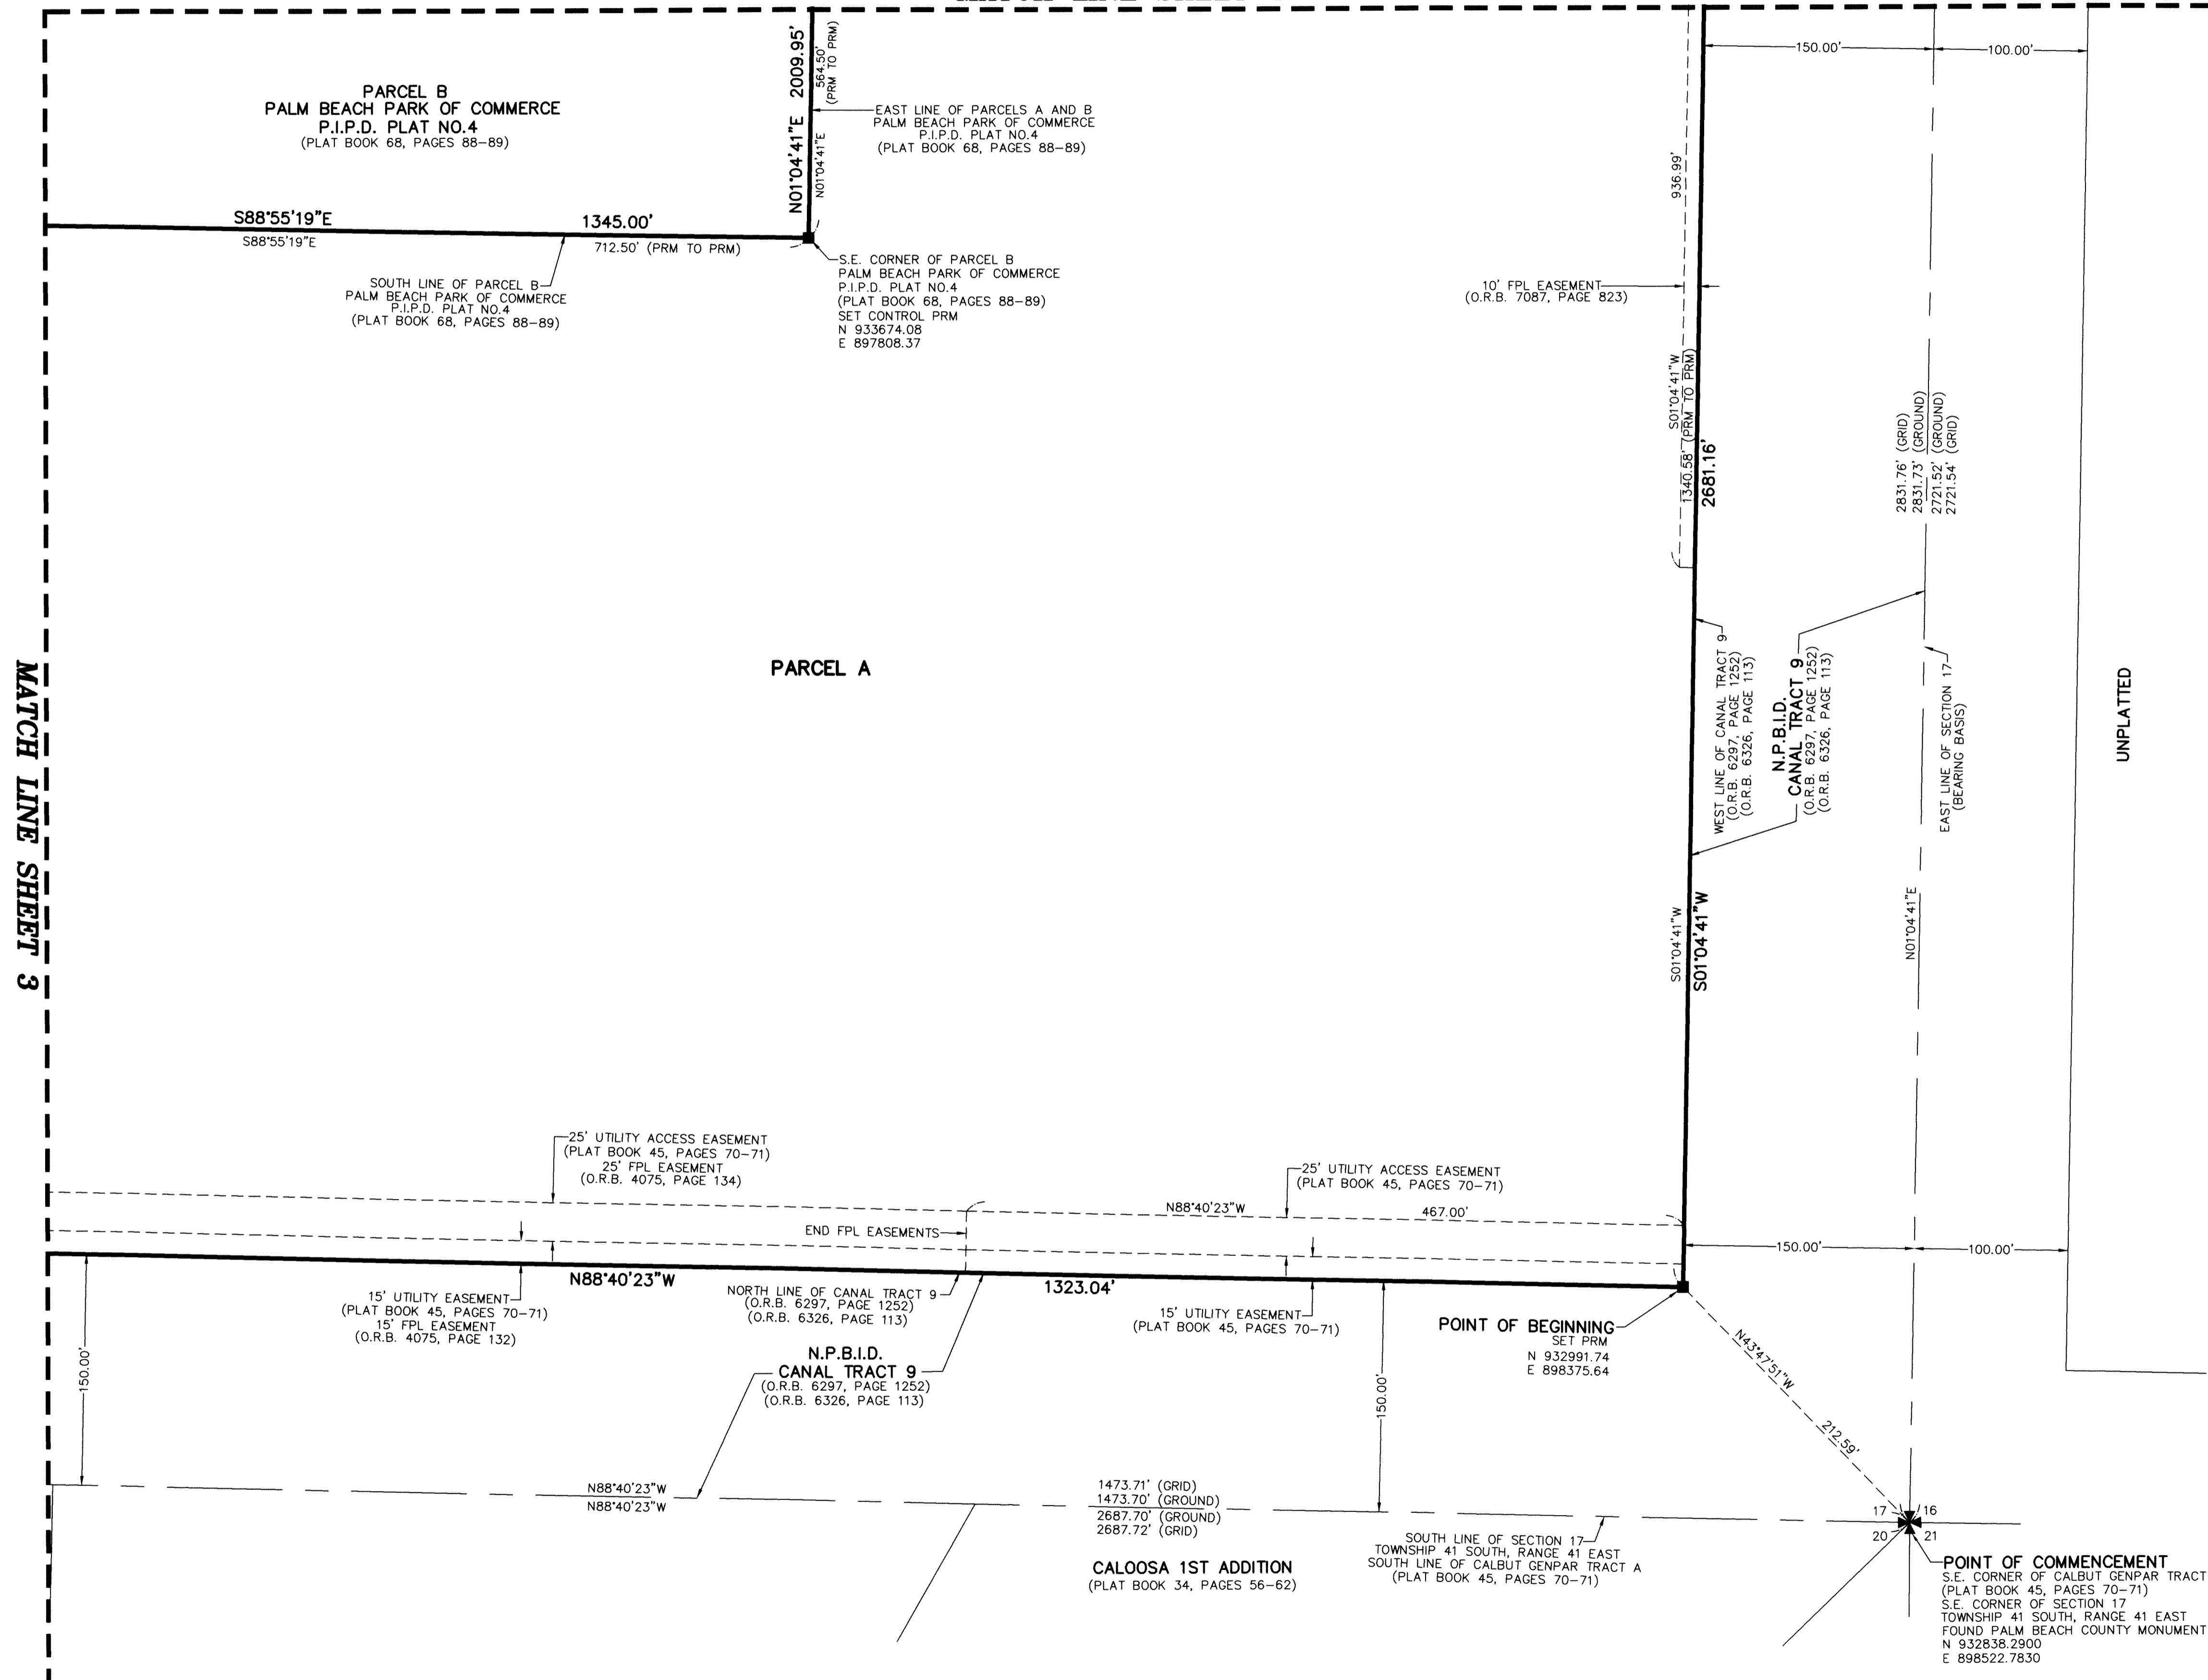 150.00'
100.00'
PARCEL B
PALM BEACH PARK OF COMMERCE
P.I.P.D. PLAT NO.4
(PLAT BOOK 68, PAGES 88-89)
N01°04'41"E 2009.95'
564.50'
(PRM TO PRM)
N01°04'41"E
EAST LINE OF PARCELS A AND B
PALM BEACH PARK OF COMMERCE
P.I.P.D. PLAT NO.4
(PLAT BOOK 68, PAGES 88-89)
936.99'
S88°55'19"E 1345.00'
S88°55'19"E
712.50' (PRM TO PRM)
SOUTH LINE OF PARCEL B
PALM BEACH PARK OF COMMERCE
P.I.P.D. PLAT NO.4
(PLAT BOOK 68, PAGES 88-89)
S.E. CORNER OF PARCEL B
PALM BEACH PARK OF COMMERCE
P.I.P.D. PLAT NO.4
(PLAT BOOK 68, PAGES 88-89)
SET CONTROL PRM
N 933674.08
E 897808.37
10' FPL EASEMENT
(O.R.B. 7087, PAGE 823)
S01°04'41"W
1340.58' (PRM TO PRM)
2681.16'
2831.76' (GRID)
2831.73' (GROUND)
2721.52' (GROUND)
2721.54' (GRID)
MATCH LINE SHEET 3
PARCEL A
WEST LINE OF CANAL TRACT 9
(O.R.B. 6297, PAGE 1252)
(O.R.B. 6326, PAGE 113)
N.P.B.I.D.
CANAL TRACT 9
(O.R.B. 6297, PAGE 1252)
(O.R.B. 6326, PAGE 113)
EAST LINE OF SECTION 17
(BEARING BASIS)
UNPLATTED
S01°04'41"W
S01°04'41"W
N01°04'41"E
25' UTILITY ACCESS EASEMENT
(PLAT BOOK 45, PAGES 70-71)
25' FPL EASEMENT
(O.R.B. 4075, PAGE 134)
25' UTILITY ACCESS EASEMENT
(PLAT BOOK 45, PAGES 70-71)
N88°40'23"W
467.00'
END FPL EASEMENTS
150.00'
100.00'
N88°40'23"W
1323.04'
15' UTILITY EASEMENT
(PLAT BOOK 45, PAGES 70-71)
15' FPL EASEMENT
(O.R.B. 4075, PAGE 132)
NORTH LINE OF CANAL TRACT 9
(O.R.B. 6297, PAGE 1252)
(O.R.B. 6326, PAGE 113)
15' UTILITY EASEMENT
(PLAT BOOK 45, PAGES 70-71)
POINT OF BEGINNING
SET PRM
N 932991.74
E 898375.64
N.P.B.I.D.
CANAL TRACT 9
(O.R.B. 6297, PAGE 1252)
(O.R.B. 6326, PAGE 113)
150.00'
150.00'
N43°47'51"W
212.59'
N88°40'23"W
N88°40'23"W
1473.71' (GRID)
1473.70' (GROUND)
2687.70' (GROUND)
2687.72' (GRID)
SOUTH LINE OF SECTION 17
TOWNSHIP 41 SOUTH, RANGE 41 EAST
SOUTH LINE OF CALBUT GENPAR TRACT A
(PLAT BOOK 45, PAGES 70-71)
CALOOSA 1ST ADDITION
(PLAT BOOK 34, PAGES 56-62)
17 16
20 21
POINT OF COMMENCEMENT
S.E. CORNER OF CALBUT GENPAR TRACT
(PLAT BOOK 45, PAGES 70-71)
S.E. CORNER OF SECTION 17
TOWNSHIP 41 SOUTH, RANGE 41 EAST
FOUND PALM BEACH COUNTY MONUMENT
N 932838.2900
E 898522.7830